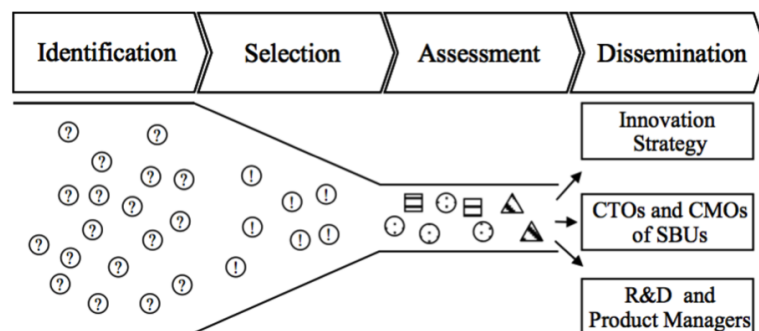 Identification
Selection
Assessment
Dissemination
Innovation
Strategy
CTOs and CMOs
of SBUs
R&D and
Product Managers